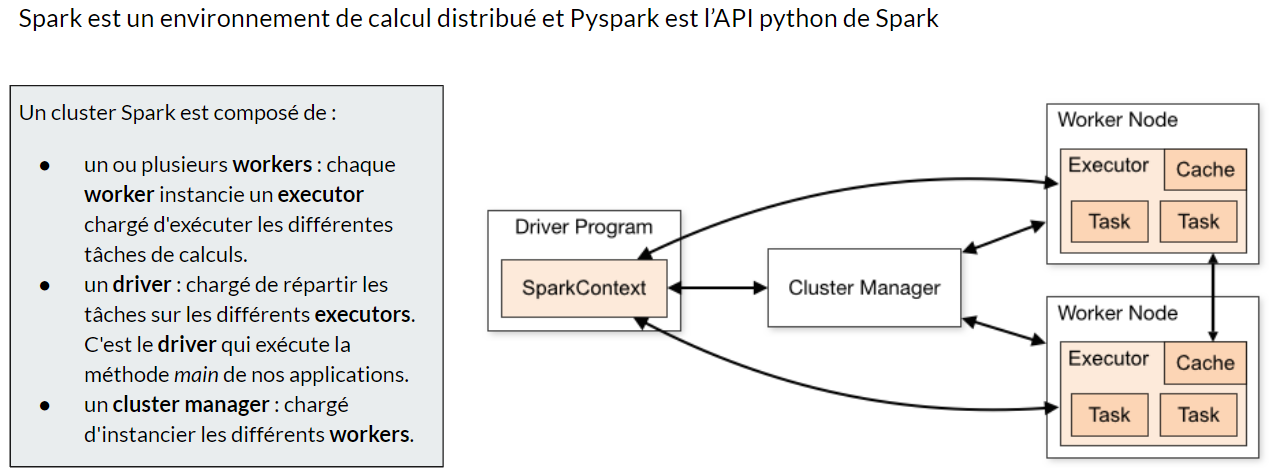 Spark est un environnement de calcul distribué et Pyspark est l’API python de Spark
Un cluster Spark est composé de :
● un ou plusieurs workers : chaque
worker instancie un executor
chargé d'exécuter les différentes
tâches de calculs.
● un driver : chargé de répartir les
tâches sur les différents executors.
C'est le driver qui exécute la
méthode main de nos applications.
● un cluster manager : chargé
d'instancier les différents workers.
Driver Program
SparkContext
Cluster Manager
Worker Node
Executor
Cache
Task
Task
Worker Node
Executor
Cache
Task
Task